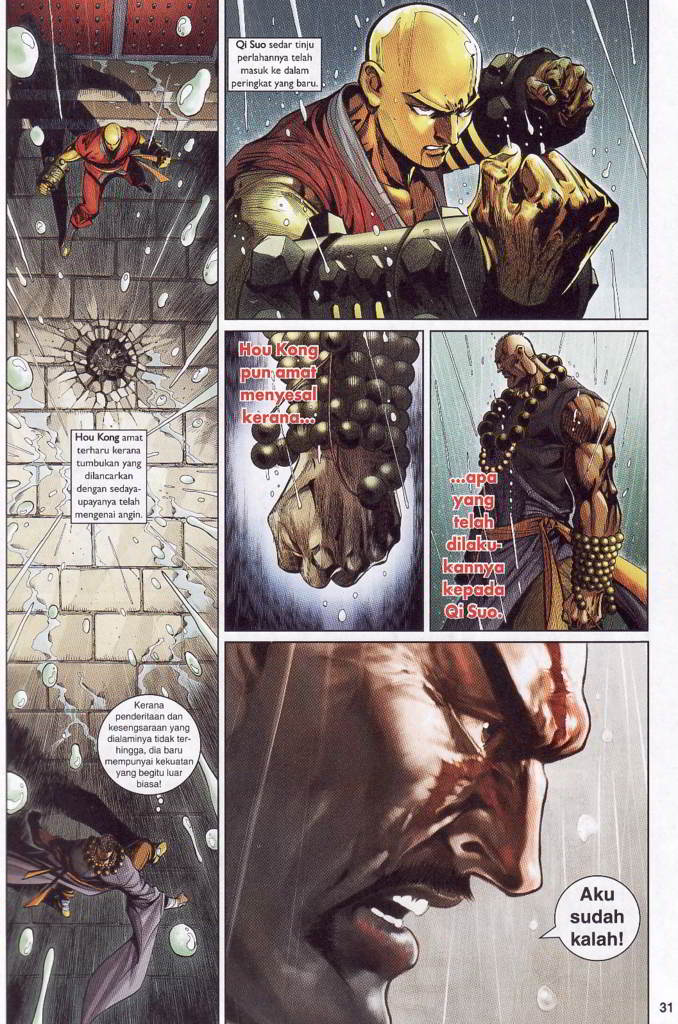 Hou Kong amat
terharu kerana
tumbukan yang
dilancarkan
dengan sedaya-
upayanya telah
mengenai angin.
Kerana
penderitaan dan
kesengsaraan yang
dialaminya tidak ter-
hingga, dia baru
mempunyai kekuatan
yang begitu luar
biasa!
Qi Suo sedar tinju
perlahannya telah
masuk ke dalam
peringkat yang baru.
Hou Kong
pun amat
menyesal
kerana...
...apa
yang
telah
dilaku-
kannya
kepada
Qi Suo.
Aku
sudah
kalah!
31